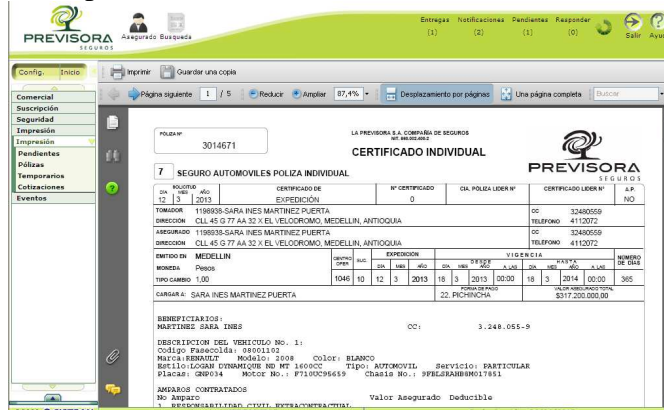 PREVISORA
SEGUROS
Asegurado Busqueda
Entregas Notificaciones Pendientes Responder
(1) (2) (1) (0)
Salir Ayu
Config. Inicio
Imprimir Guardar una copia
Página siguiente 1 / 5 Reducir Ampliar 87,4% Desplazamiento por páginas Una página completa Buscar
Comercial
Suscripción
Seguridad
Impresión
Impresión
Pendientes
Pólizas
Temporarios
Cotizaciones
Eventos
POLIZA Nº
3014671
LA PREVISORA S.A. COMPAÑÍA DE SEGUROS
CERTIFICADO INDIVIDUAL
PREVISORA
SEGUROS
7 SEGURO AUTOMOVILES POLIZA INDIVIDUAL
SOLICITUD CERTIFICADO DE Nº CERTIFICADO CIA. PÓLIZA LIDER Nº CERTIFICADO LIDER Nº A.P.
DIA MES AÑO
12 3 2013 EXPEDICIÓN 0 NO
TOMADOR 1198938-SARA INES MARTINEZ PUERTA CC 32480559
DIRECCIÓN CLL 45 G 77 AA 32 X EL VELODROMO, MEDELLIN, ANTIOQUIA TELÉFONO 4112072
ASEGURADO 1198938-SARA INES MARTINEZ PUERTA CC 32480559
DIRECCIÓN CLL 45 G 77 AA 32 X EL VELODROMO, MEDELLIN, ANTIOQUIA TELÉFONO 4112072
EMITIDO EN MEDELLIN CENTRO OPER SUC. EXPEDICIÓN VIGENCIA NÚMERO DE DÍAS
DIA MES AÑO DESDE DIA MES AÑO A LAS HASTA DIA MES AÑO A LAS
MONEDA Pesos
TIPO CAMBIO 1,00 1046 10 12 3 2013 18 3 2013 00:00 18 3 2014 00:00 365
CARGAR A: SARA INES MARTINEZ PUERTA FORMA DE PAGO 22. PICHINCHA VALOR ASEGURADO TOTAL $317.200.000,00
BENEFICIARIOS:
MARTINEZ SARA INES CC: 3.248.055-9
DESCRIPCION DEL VEHICULO No. 1:
Codigo Fasecolda: 08001102
Marca:RENAULT Modelo: 2008 Color: BLANCO
Estilo:LOGAN DYNAMIQUE ND MT 1600CC Tipo: AUTOMOVIL Servicio: PARTICULAR
Placas: GNP034 Motor No.: F710UC95659 Chasis No.: 9FBLSRAHB8M017851
AMPAROS CONTRATADOS
No Amparo Valor Asegurado Deducible
1. RESPONSABILIDAD CIVIL EXTRACONTRACTUAL